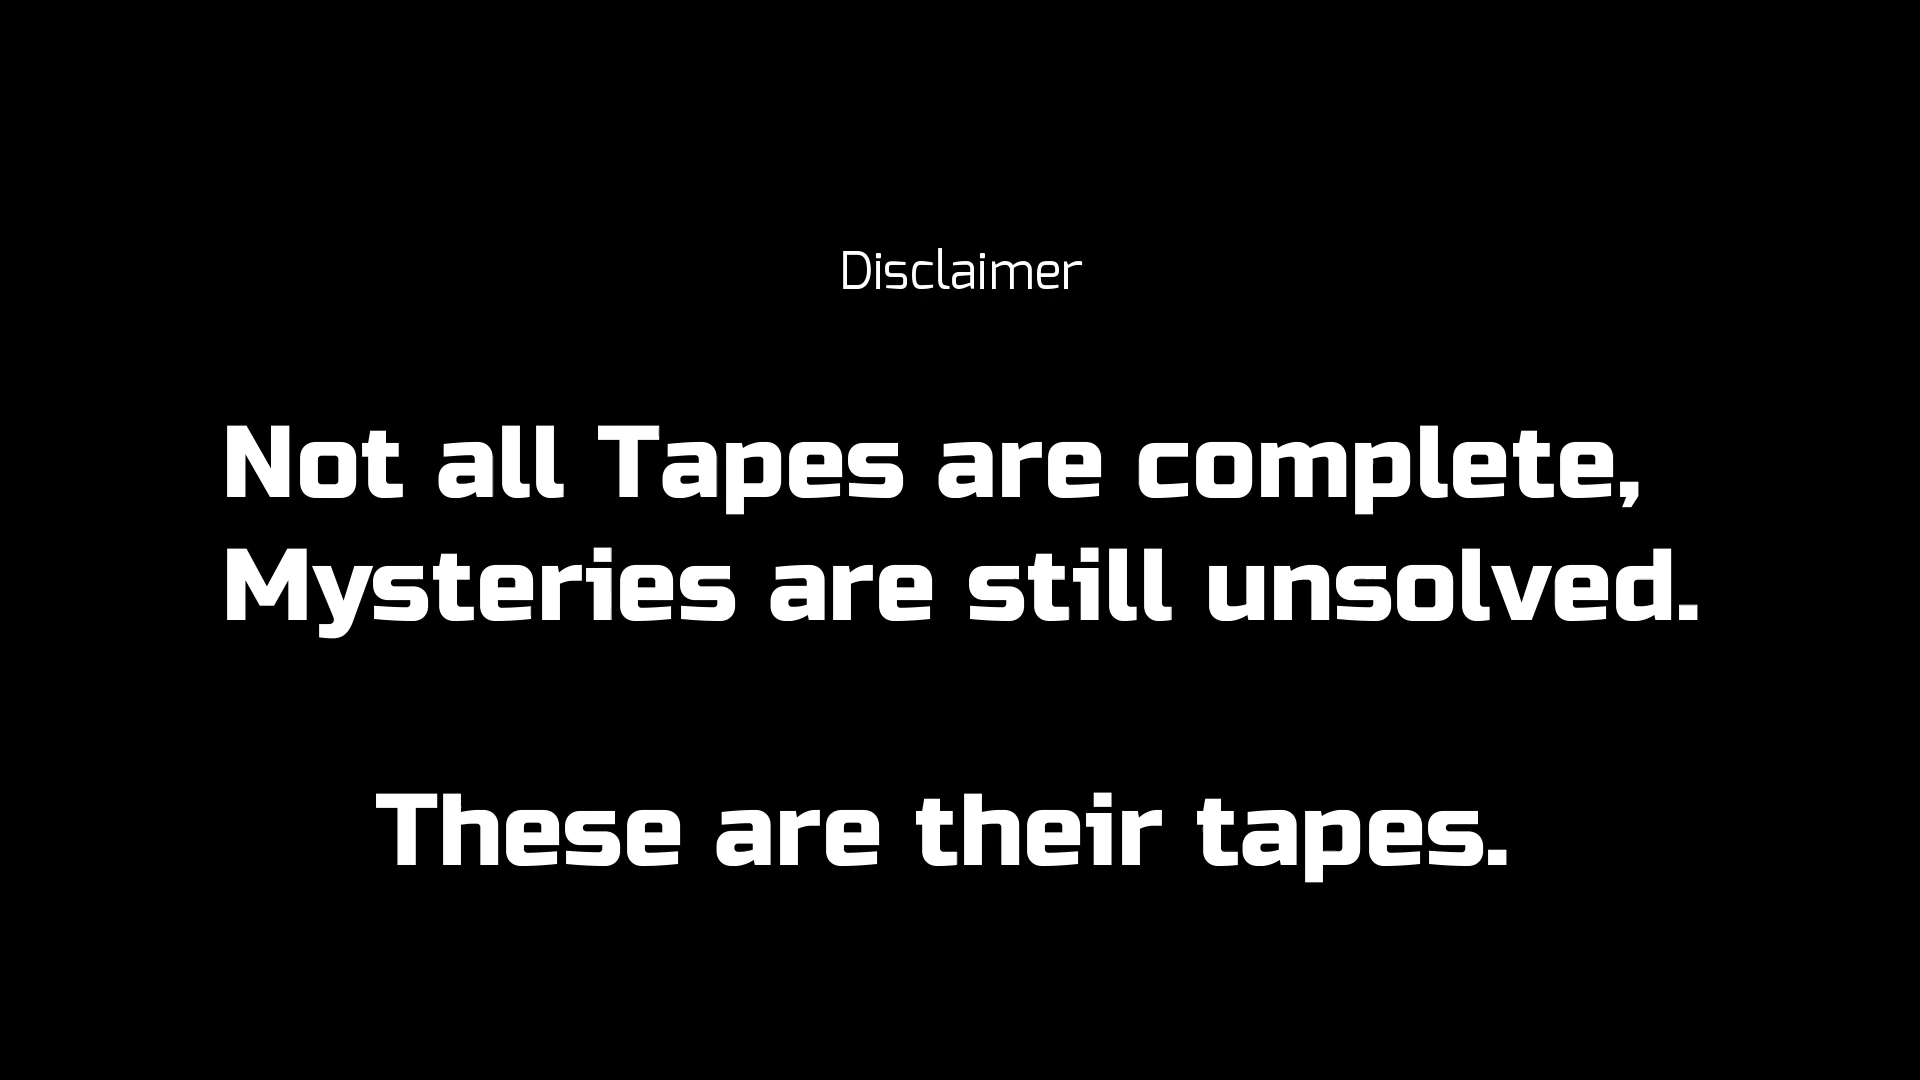 Disclaimer
Not all Tapes are complete,
Mysteries are still unsolved.
These are their tapes.